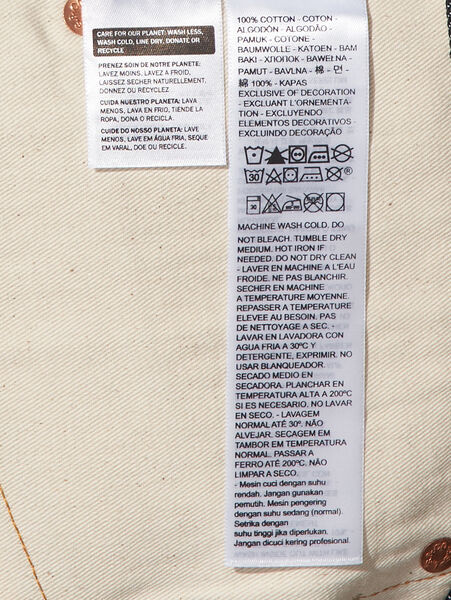 CARE FOR OUR PLANET: WASH LESS,
WASH COLD, LINE DRY, DONATE OR
RECYCLE
PRENEZ SOIN DE NOTRE PLANETE:
LAVEZ MOINS, LAVEZ A FROID,
LAISSEZ SECHER NATURELLEMENT,
DONNEZ OU RECYCLEZ
CUIDA NUESTRO PLANETA: LAVA
MENOS, LAVA EN FRIO, TIENDE LA
ROPA, DONA O RECICLA.
CUIDE DO NOSSO PLANETA: LAVE
MENOS, LAVE EM ÁGUA FRIA, SEQUE
EM VARAL, DOE OU RECICLE.
100% COTTON - COTON -
ALGODÓN - ALGODÃO -
PAMUK - COTONE -
BAUMWOLLE - KATOEN - BAM
BAKI - ХЛОПОК - BAWEŁNA -
PAMUT - BAVLNA - 棉 - 면 -
綿 100% - KAPAS
EXCLUSIVE OF DECORATION
- EXCLUANT L'ORNEMENTA-
TION - EXCLUYENDO
ELEMENTOS DECORATIVOS -
EXCLUINDO DECORAÇÃO
30
30
MACHINE WASH COLD. DO
NOT BLEACH. TUMBLE DRY
MEDIUM. HOT IRON IF
NEEDED. DO NOT DRY CLEAN
- LAVER EN MACHINE A L'EAU
FROIDE. NE PAS BLANCHIR.
SECHER EN MACHINE
A TEMPERATURE MOYENNE.
REPASSER A TEMPERATURE
ELEVEE AU BESOIN. PAS
DE NETTOYAGE A SEC. -
LAVAR EN LAVADORA CON
AGUA FRIA A 30ºC Y
DETERGENTE, EXPRIMIR. NO
USAR BLANQUEADOR.
SECADO MEDIO EN
SECADORA. PLANCHAR EN
TEMPERATURA ALTA A 200ºC
SI ES NECESARIO. NO LAVAR
EN SECO. - LAVAGEM
NORMAL ATÉ 30º. NÃO
ALVEJAR. SECAGEM EM
TAMBOR EM TEMPERATURA
NORMAL. PASSAR A
FERRO ATÉ 200ºC. NÃO
LIMPAR A SECO.
- Mesin cuci dengan suhu
rendah. Jangan gunakan
pemutih. Mesin pengering
dengan suhu sedang (normal).
Setrika dengan
suhu tinggi jika diperlukan.
Jangan dicuci kering profesional.